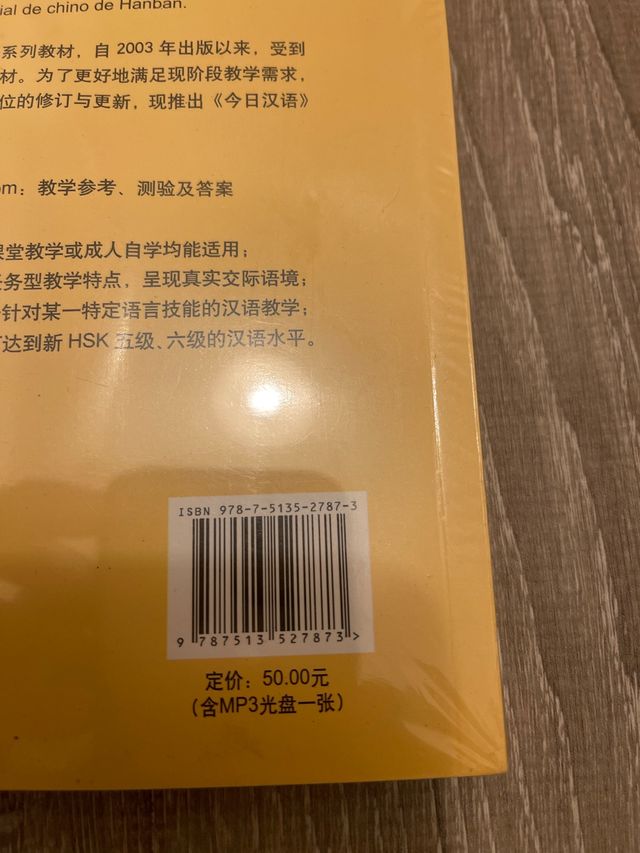 ial de chino de Hanban.
系列教材，自 2003 年出版以来，受到
材。为了更好地满足现阶段教学需求，
位的修订与更新，现推出《今日汉语》
om：教学参考、测验及答案
课堂教学或成人自学均能适用；
任务型教学特点，呈现真实交际语境；
针对某一特定语言技能的汉语教学；
达到新 HSK 五级、六级的汉语水平。
ISBN 978-7-5135-2787-3
9 787513 527873 >
定价：50.00元
（含MP3光盘一张）